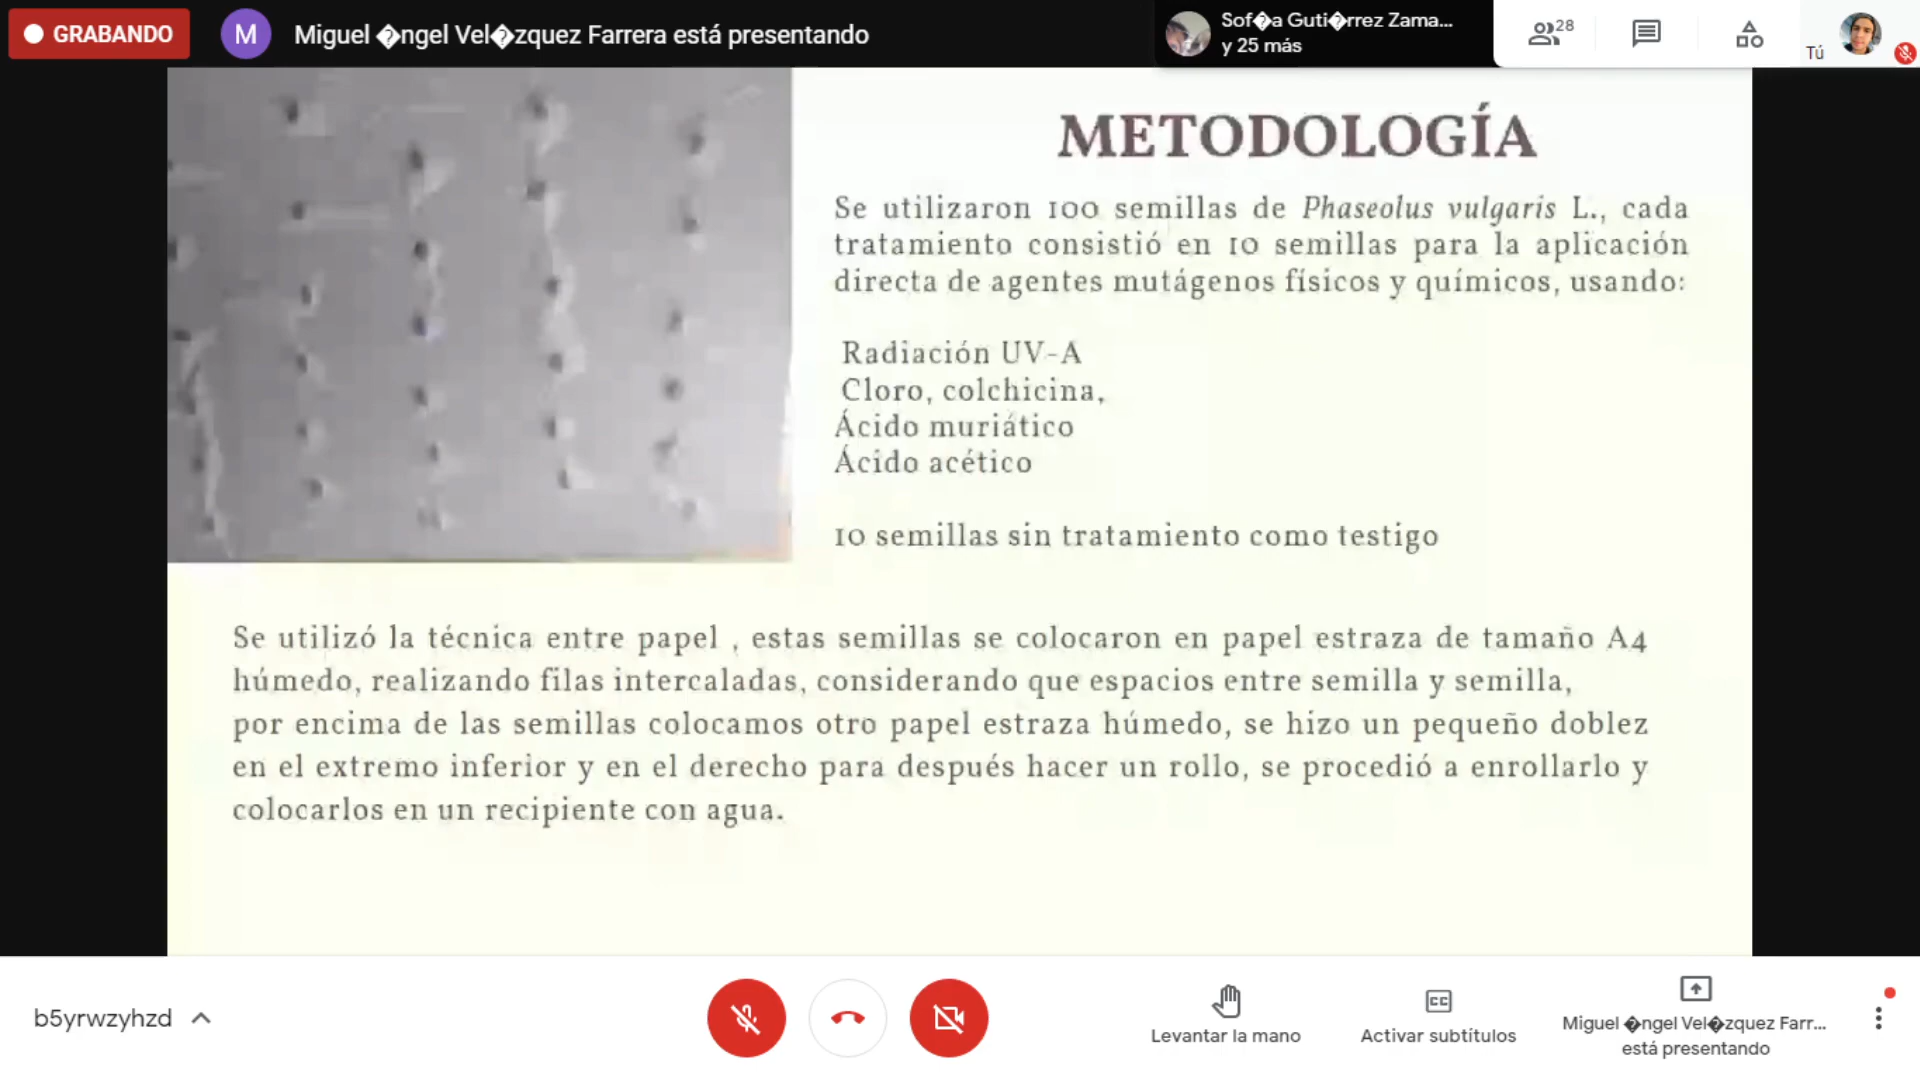 GRABANDO
M
Miguel �ngel Vel�zquez Farrera está presentando
Sof�a Guti�rrez Zama...
y 25 más
28
Tú
METODOLOGÍA
Se utilizaron 100 semillas de Phaseolus vulgaris L., cada
tratamiento consistió en 10 semillas para la aplicación
directa de agentes mutágenos físicos y químicos, usando:
Radiación UV-A
Cloro, colchicina,
Ácido muriático
Ácido acético
10 semillas sin tratamiento como testigo
Se utilizó la técnica entre papel , estas semillas se colocaron en papel estraza de tamaño A4
húmedo, realizando filas intercaladas, considerando que espacios entre semilla y semilla,
por encima de las semillas colocamos otro papel estraza húmedo, se hizo un pequeño doblez
en el extremo inferior y en el derecho para después hacer un rollo, se procedió a enrollarlo y
colocarlos en un recipiente con agua.
b5yrwzyhzd
Levantar la mano
CC
Activar subtítulos
Miguel �ngel Vel�zquez Farr...
está presentando